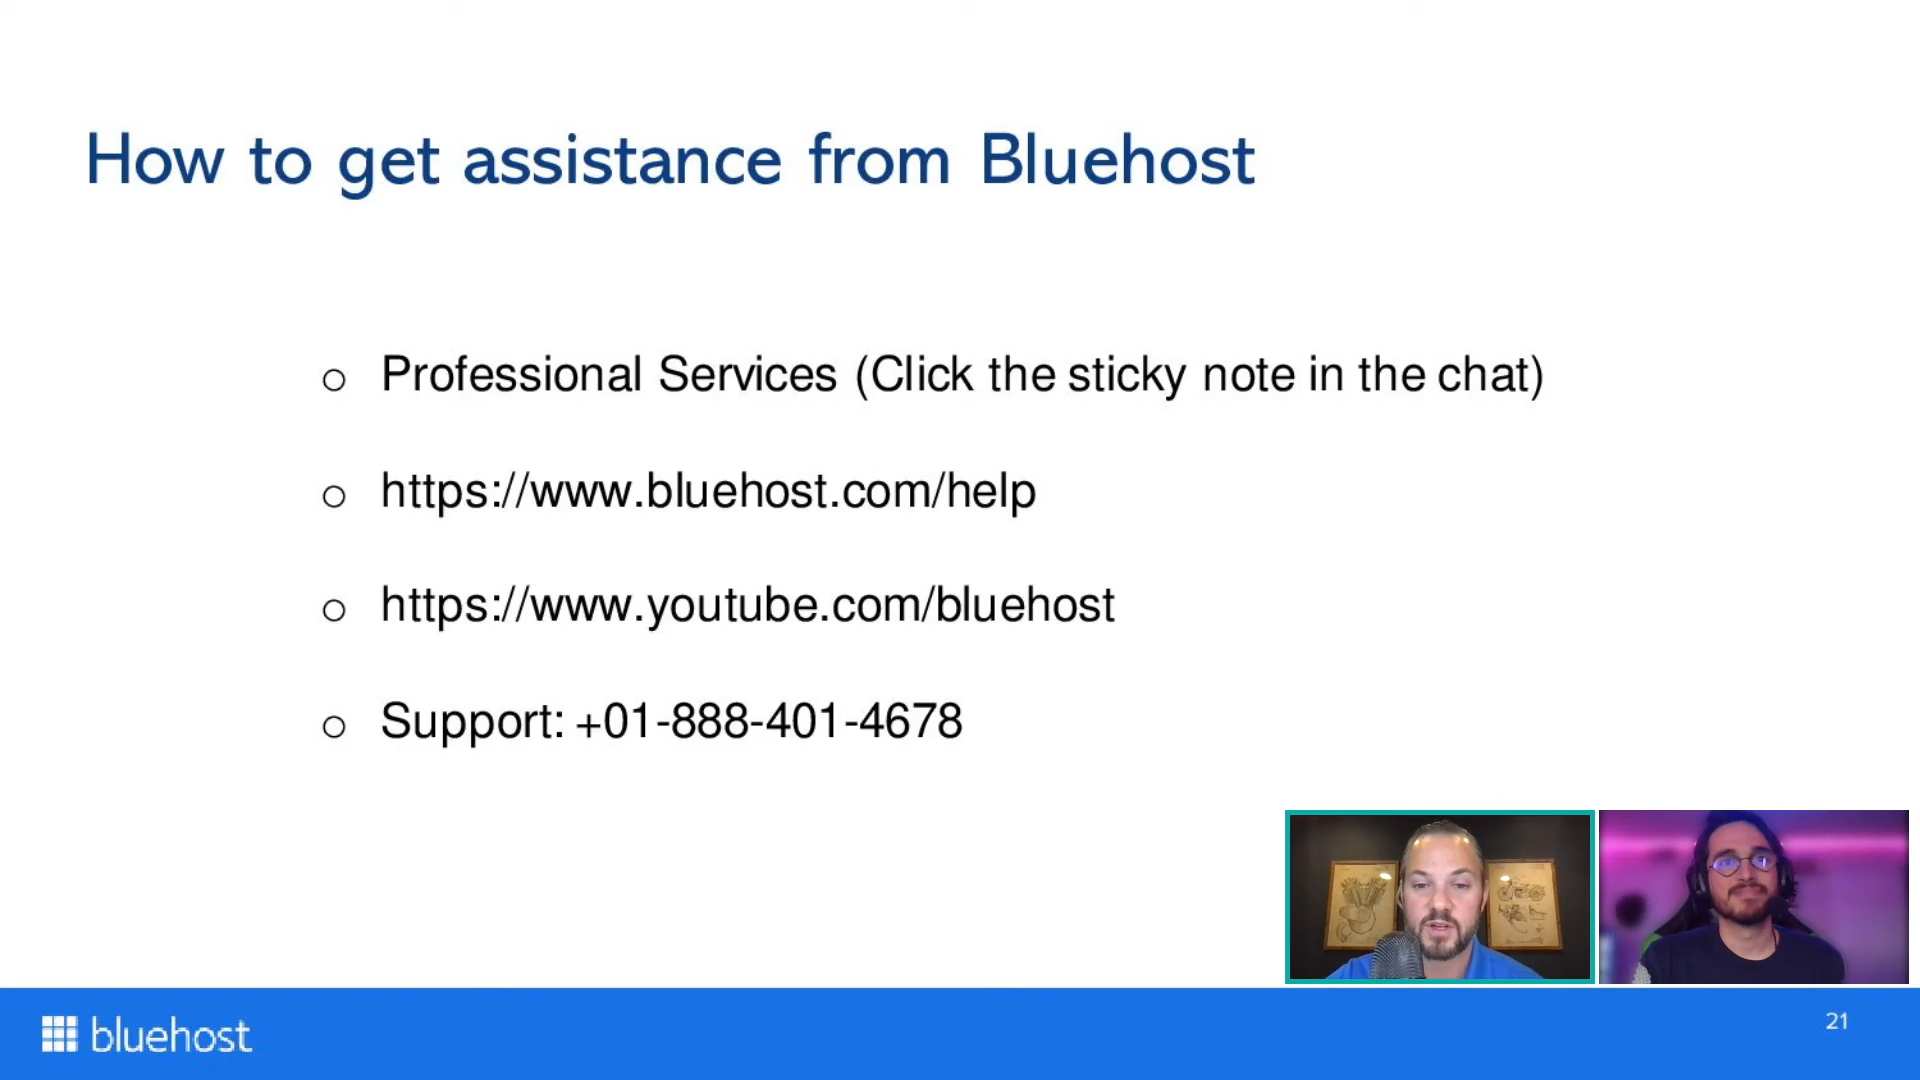 How to get assistance from Bluehost
Professional Services (Click the sticky note in the chat)
https://www.bluehost.com/help
https://www.youtube.com/bluehost
Support: +01-888-401-4678
bluehost
21